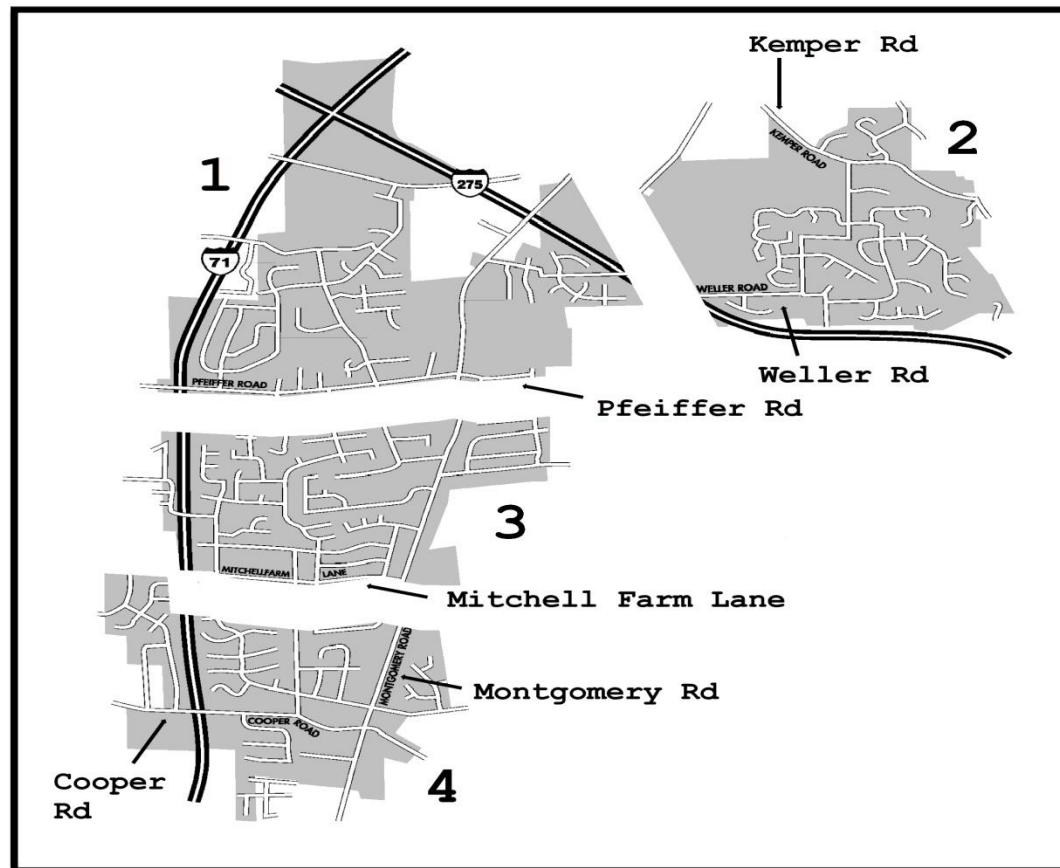 Kemper Rd
KEMPER ROAD
2
1
275
71
WELLER ROAD
Weller Rd
PFEIFFER ROAD
Pfeiffer Rd
3
MITCHELLFARM LANE
Mitchell Farm Lane
MONTGOMERY ROAD
Montgomery Rd
COOPER ROAD
Cooper
Rd
4